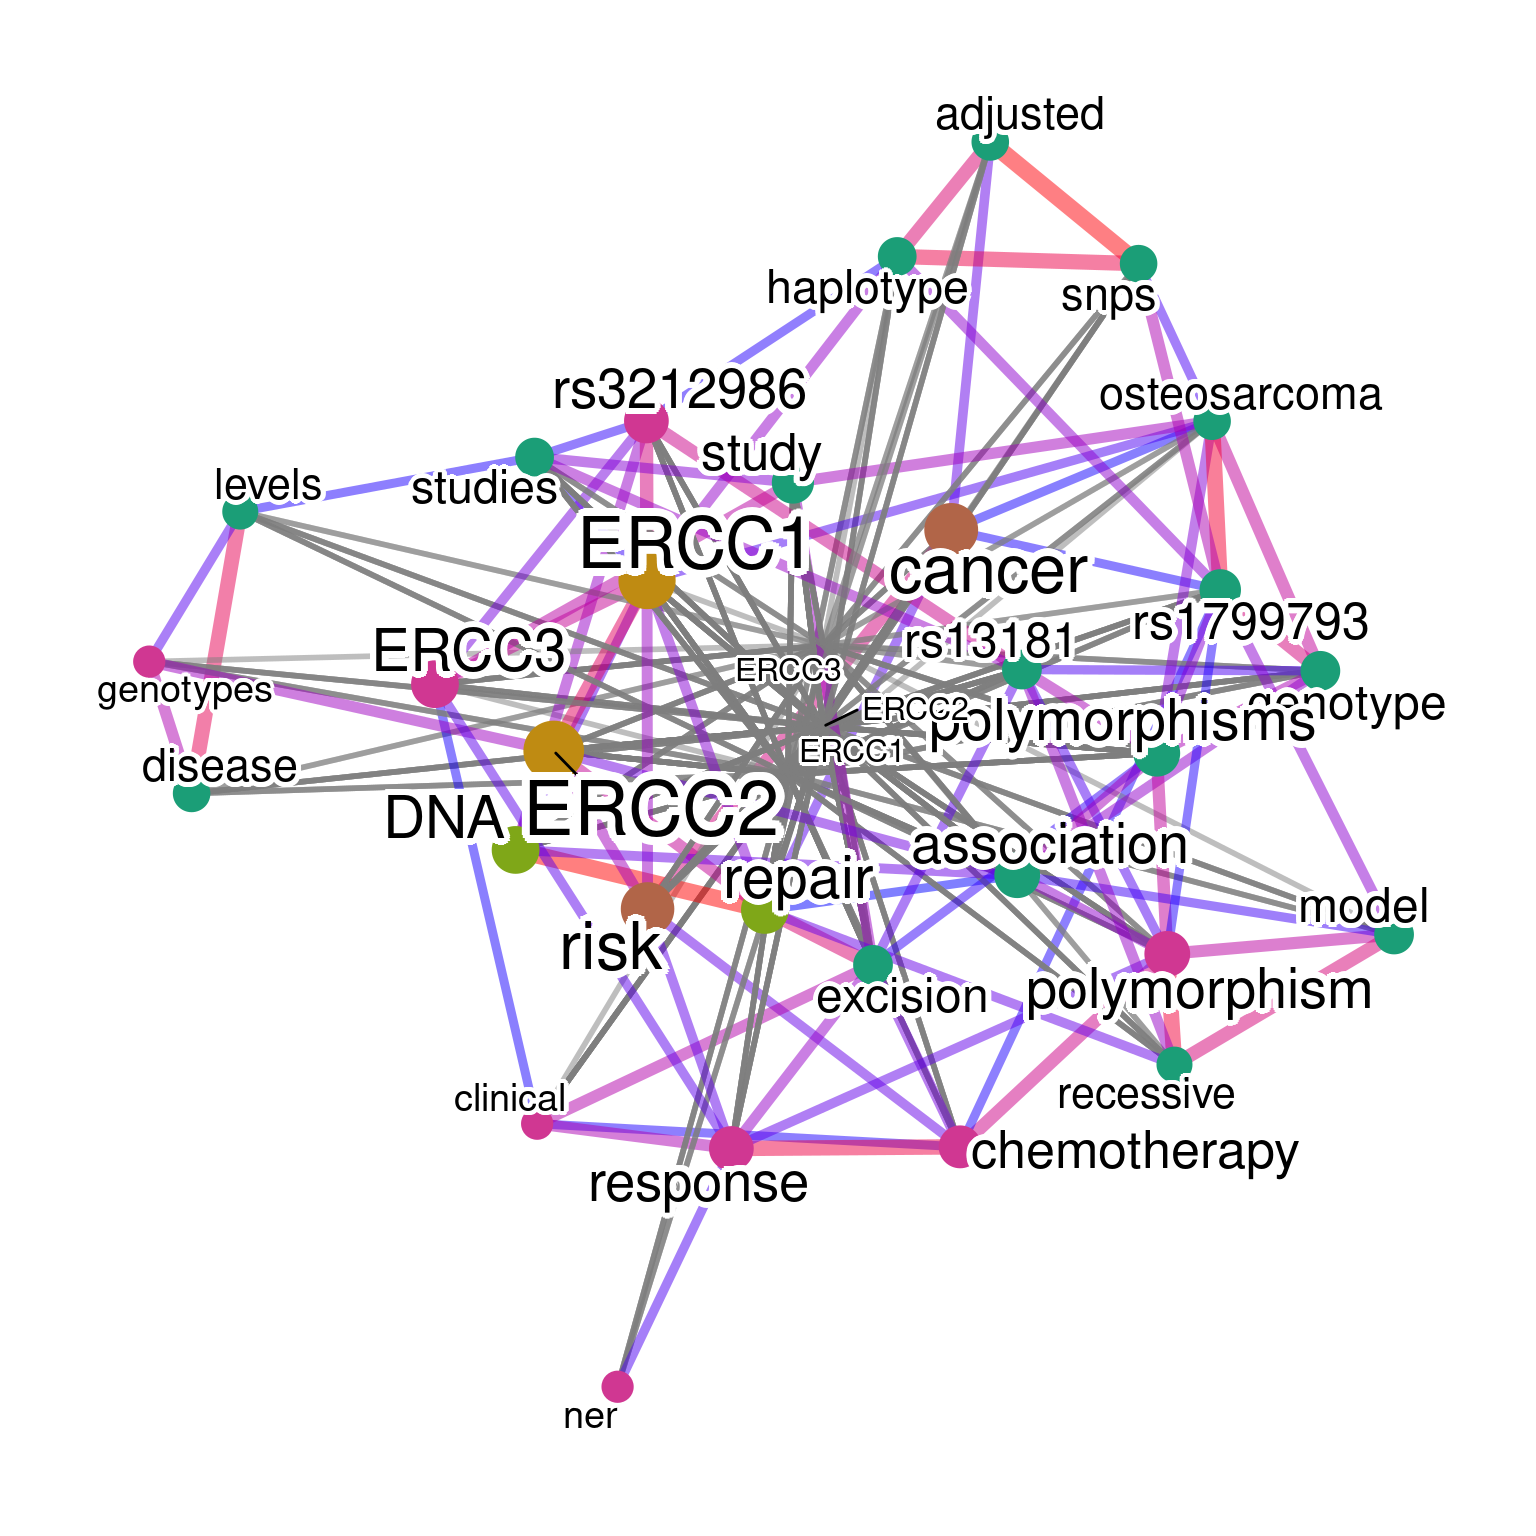 adjusted
haplotype
snps
rs3212986
osteosarcoma
study
levels
studies
ERCC1
cancer
rs1799793
rs13181
ERCC3
ERCC3
genotypes
ERCC2
genotype
polymorphisms
ERCC1
disease
DNA
ERCC2
association
repair
model
risk
excision
polymorphism
clinical
recessive
chemotherapy
response
ner